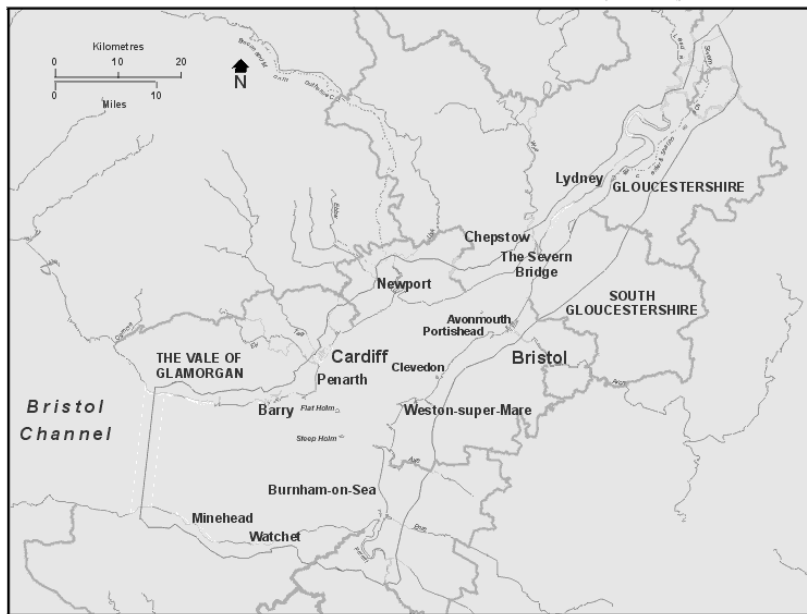 Kilometres
0 10 20
0 10
Miles
N
Lydney
GLOUCESTERSHIRE
Chepstow
The Severn
Bridge
Newport
SOUTH
GLOUCESTERSHIRE
Avonmouth
Portishead
Cardiff
Bristol
THE VALE OF
GLAMORGAN
Clevedon
Penarth
Bristol
Channel
Barry
Flat Holm
Weston-super-Mare
Steep Holm
Axe
Burnham-on-Sea
Minehead
Watchet